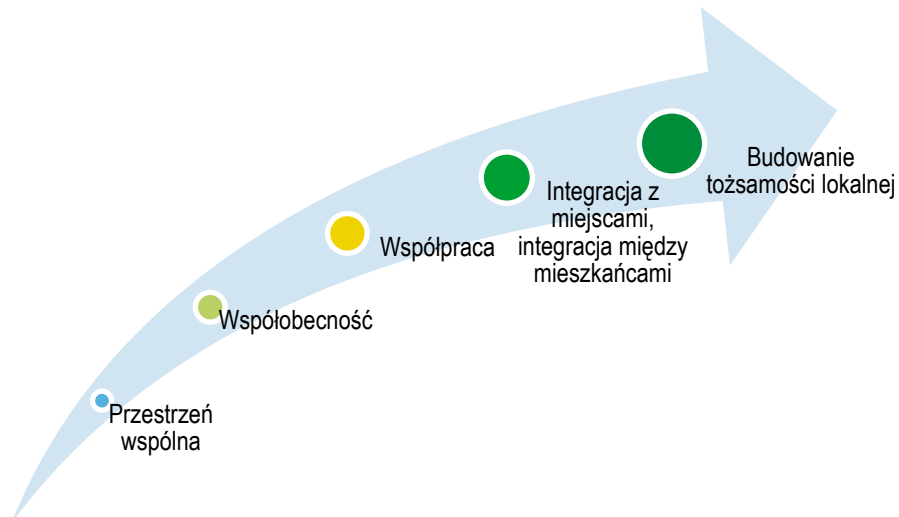 Przestrzeń
wspólna
Współobecność
Współpraca
Integracja z
miejscami,
integracja między
mieszkańcami
Budowanie
tożsamości lokalnej